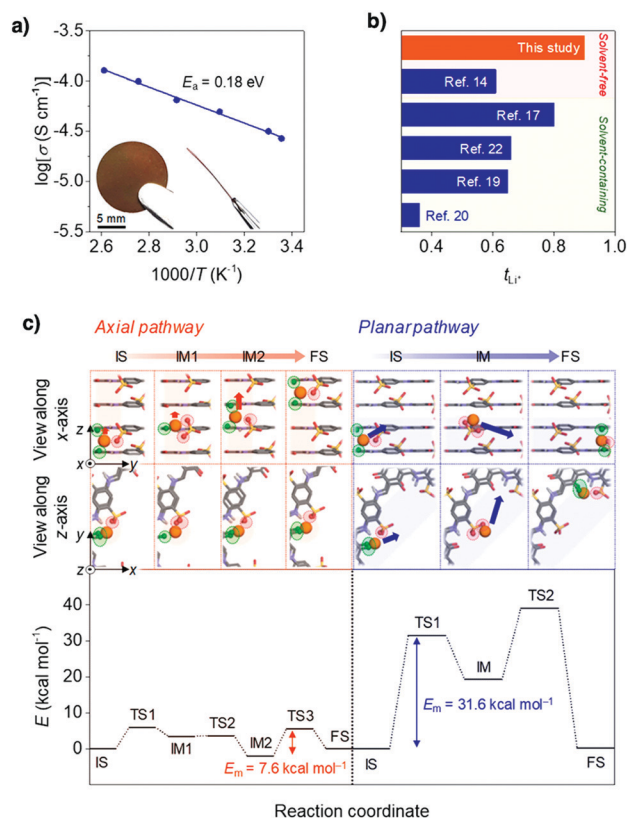 a)
log[σ(S cm⁻¹)]
-3.5
-4.0
-4.5
-5.0
-5.5
Eₐ = 0.18 eV
5 mm
2.6 2.8 3.0 3.2 3.4
1000/T (K⁻¹)
b)
This study
Ref. 14
Ref. 17
Ref. 22
Ref. 19
Ref. 20
Solvent-free
Solvent-containing
0.4 0.6 0.8 1.0
t Li⁺
c)
Axial pathway
Planar pathway
IS IM1 IM2 FS
IS IM FS
View along
x-axis
z
x y
View along
z-axis
y
z x
E (kcal mol⁻¹)
40
30
20
10
0
TS1
TS2
TS3
IS
IM1
IM2
FS
Eₘ = 7.6 kcal mol⁻¹
TS1
TS2
IM
Eₘ = 31.6 kcal mol⁻¹
IS
FS
Reaction coordinate